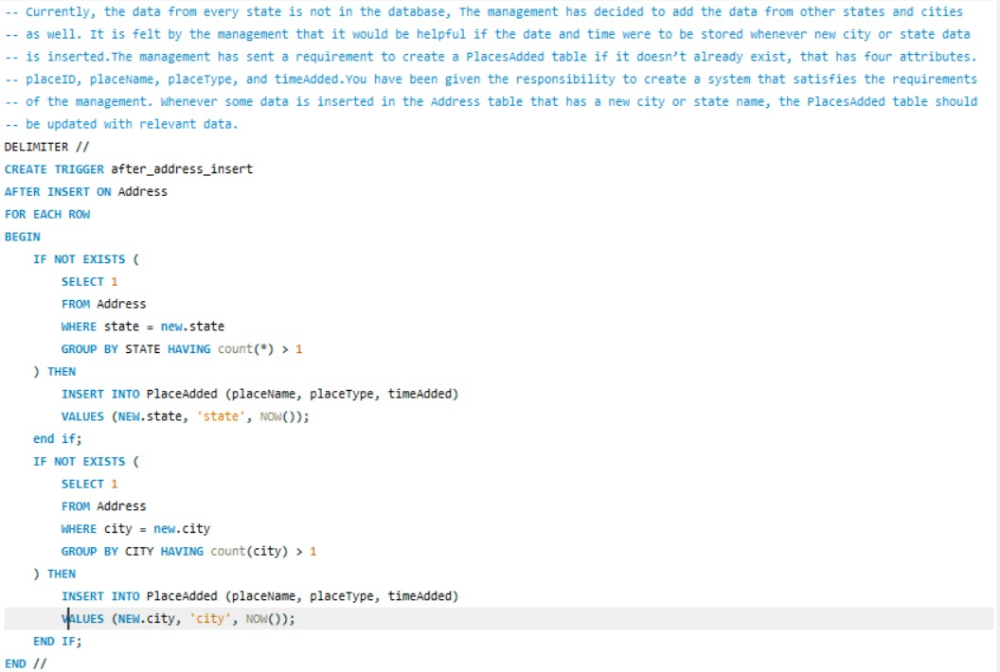 -- Currently, the data from every state is not in the database, The management has decided to add the data from other states and cities
-- as well. It is felt by the management that it would be helpful if the date and time were to be stored whenever new city or state data
-- is inserted.The management has sent a requirement to create a PlacesAdded table if it doesn’t already exist, that has four attributes.
-- placeID, placeName, placeType, and timeAdded.You have been given the responsibility to create a system that satisfies the requirements
-- of the management. Whenever some data is inserted in the Address table that has a new city or state name, the PlacesAdded table should
-- be updated with relevant data.
DELIMITER //
CREATE TRIGGER after_address_insert
AFTER INSERT ON Address
FOR EACH ROW
BEGIN
    IF NOT EXISTS (
        SELECT 1
        FROM Address
        WHERE state = new.state
        GROUP BY STATE HAVING count(*) > 1
    ) THEN
        INSERT INTO PlaceAdded (placeName, placeType, timeAdded)
        VALUES (NEW.state, 'state', NOW());
    end if;
    IF NOT EXISTS (
        SELECT 1
        FROM Address
        WHERE city = new.city
        GROUP BY CITY HAVING count(city) > 1
    ) THEN
        INSERT INTO PlaceAdded (placeName, placeType, timeAdded)
        VALUES (NEW.city, 'city', NOW());
    END IF;
END //